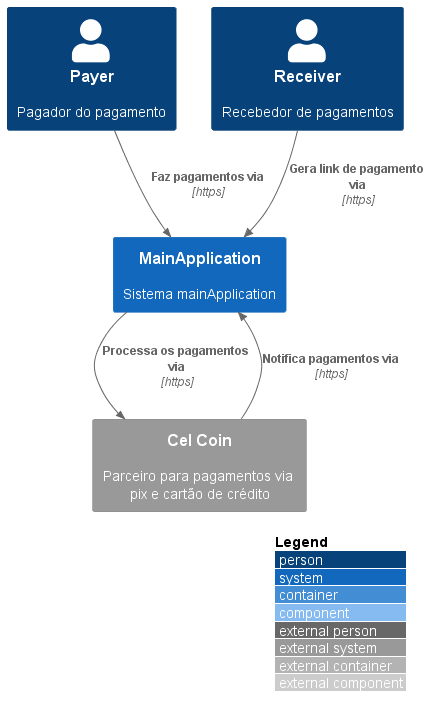 Payer
Pagador do pagamento
Receiver
Recebedor de pagamentos
Faz pagamentos via
[https]
Gera link de pagamento
via
[https]
MainApplication
Sistema mainApplication
Processa os pagamentos
via
[https]
Notifica pagamentos via
[https]
Cel Coin
Parceiro para pagamentos via
pix e cartão de crédito
Legend
person
system
container
component
external person
external system
external container
external component